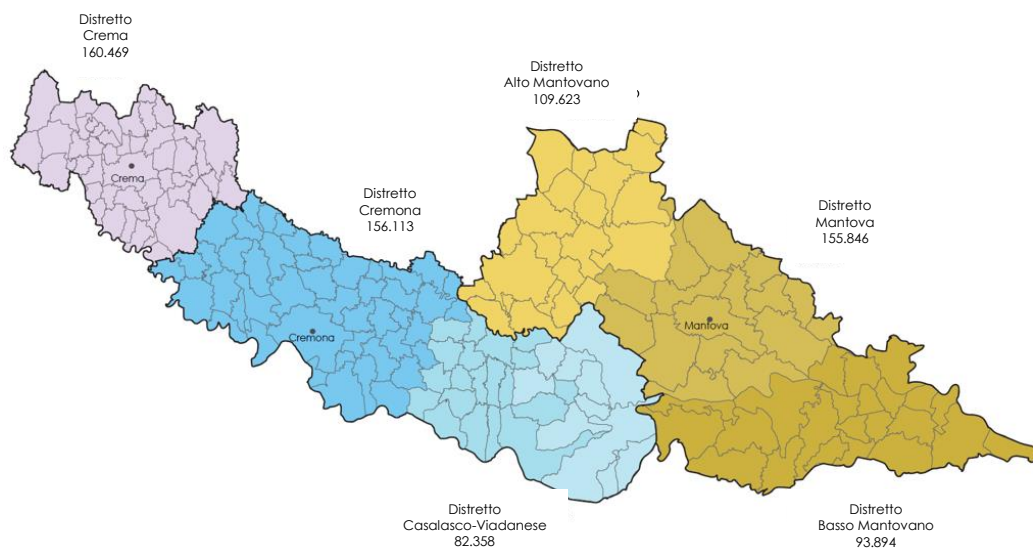 Distretto
Crema
160.469
Distretto
Alto Mantovano
109.623
Distretto
Cremona
156.113
Distretto
Mantova
155.846
Crema
Cremona
Mantova
Distretto
Casalasco-Viadanese
82.358
Distretto
Basso Mantovano
93.894